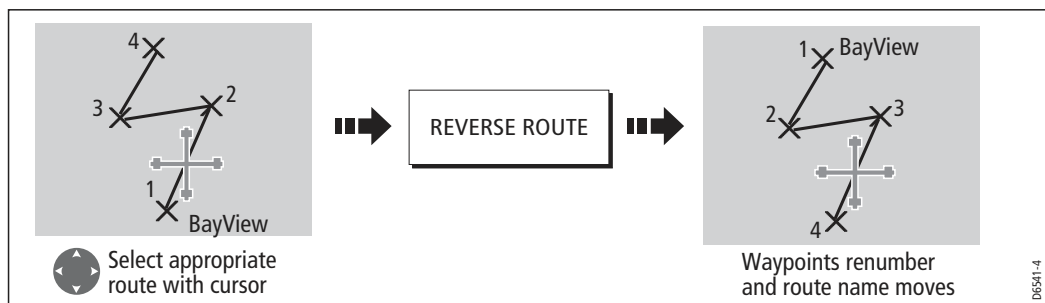 4
3
2
1
BayView
Select appropriate
route with cursor
REVERSE ROUTE
1
BayView
2
3
4
Waypoints renumber
and route name moves
D6541-4